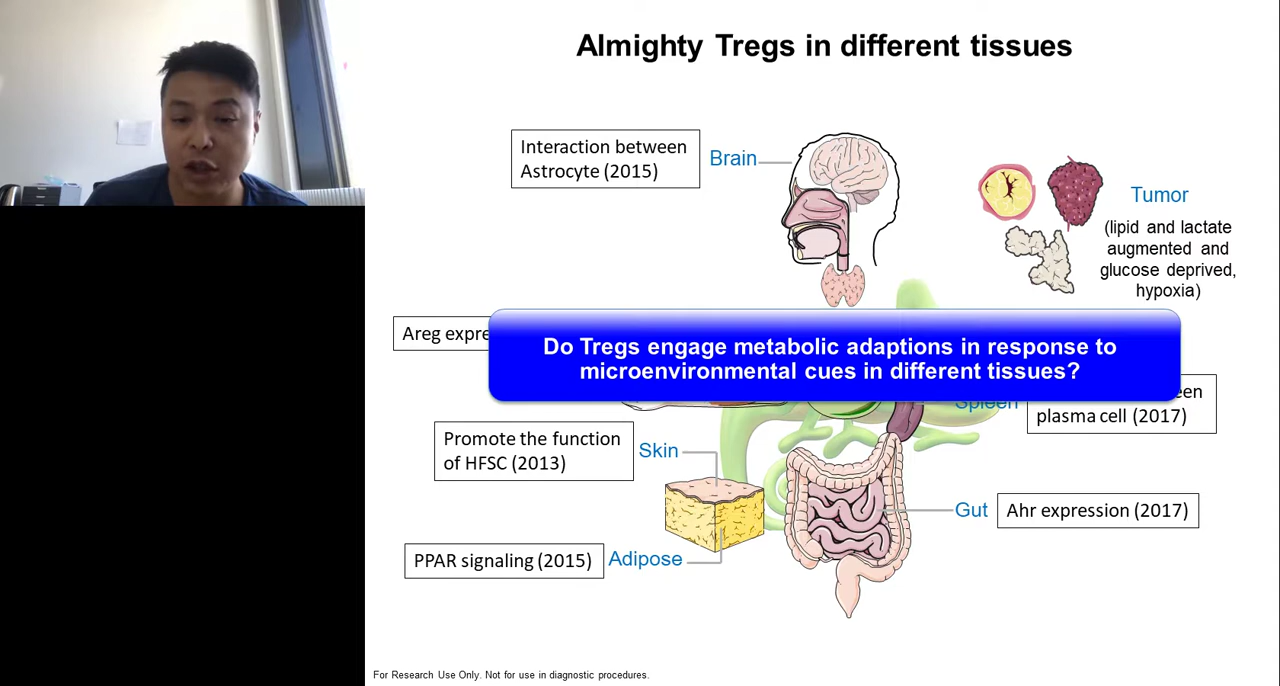 Almighty Tregs in different tissues
Interaction between
Astrocyte (2015)
Brain
Tumor
(lipid and lactate
augmented and
glucose deprived,
hypoxia)
Areg
Do Tregs engage metabolic adaptions in response to
microenvironmental cues in different tissues?
Spleen
plasma cell (2017)
Promote the function
of HFSC (2013)
Skin
Gut
Ahr expression (2017)
PPAR signaling (2015)
Adipose
For Research Use Only. Not for use in diagnostic procedures.